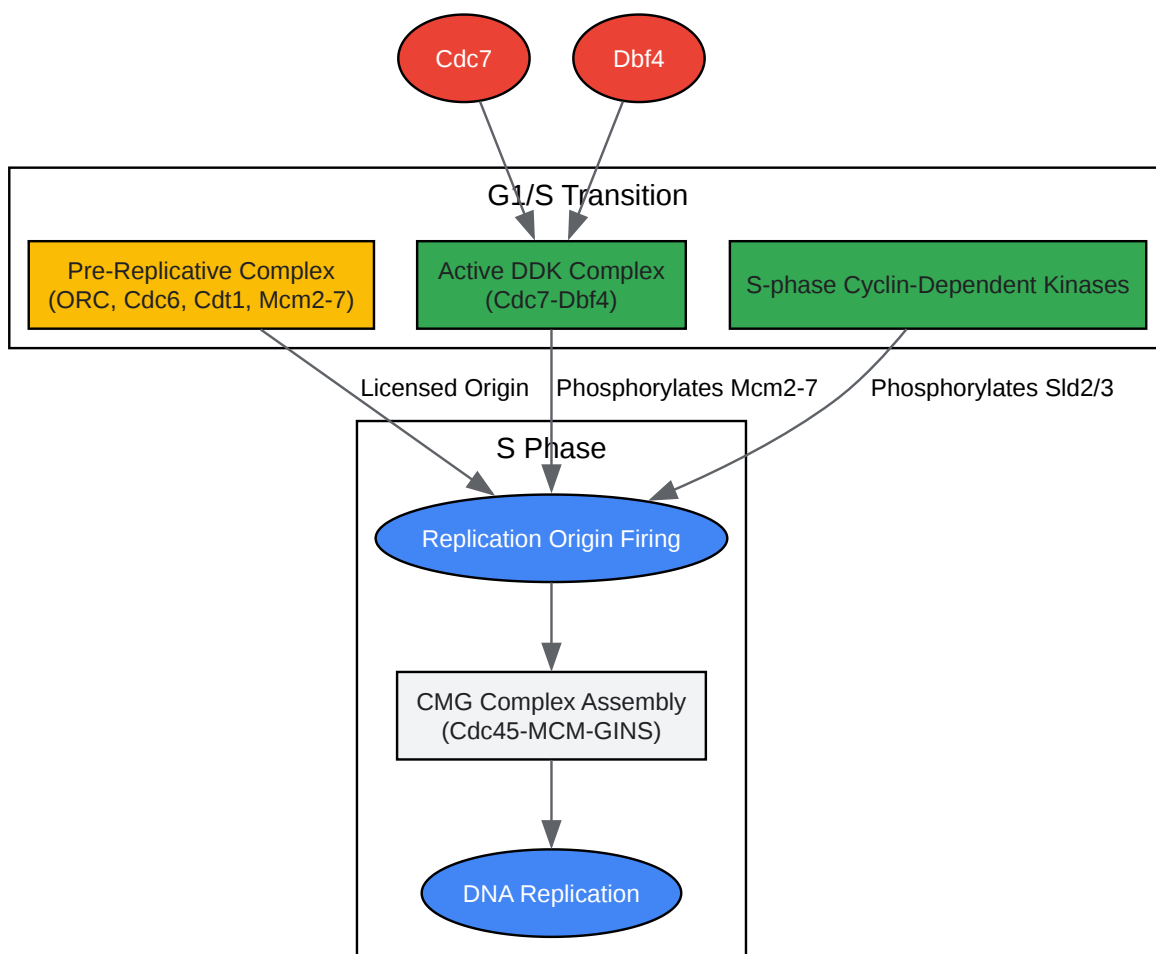 Cdc7
Dbf4
G1/S Transition
Pre-Replicative Complex
(ORC, Cdc6, Cdt1, Mcm2-7)
Active DDK Complex
(Cdc7-Dbf4)
S-phase Cyclin-Dependent Kinases
Licensed Origin
Phosphorylates Mcm2-7
Phosphorylates Sld2/3
S Phase
Replication Origin Firing
CMG Complex Assembly
(Cdc45-MCM-GINS)
DNA Replication